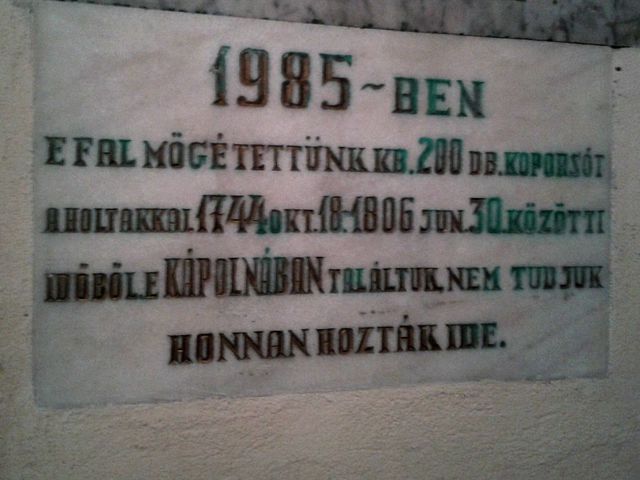 1985~BEN
E FAL MÖGÉ TETTÜNK KB. 200 DB. KOPORSÓT
A HOLTAKKAL 1744 OKT. 18-1806 JUN. 30. KÖZÖTTI
IDŐBŐL E KÁPOLNÁBAN TALÁLTUK, NEM TUDJUK
HONNAN HOZTÁK IDE.